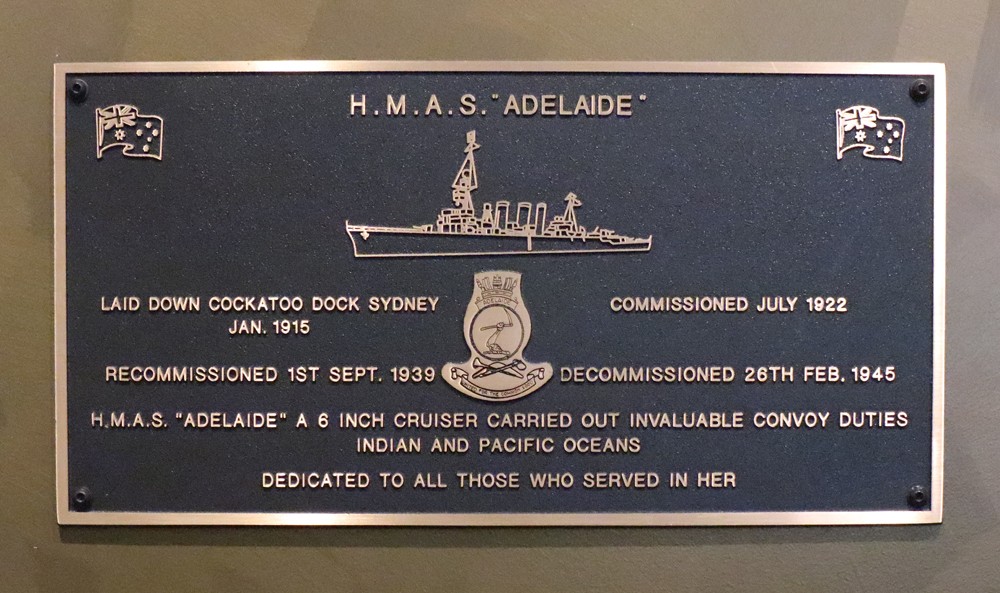 H.M.A.S. "ADELAIDE"
LAID DOWN COCKATOO DOCK SYDNEY
JAN. 1915
COMMISSIONED JULY 1922
ADELAIDE
RECOMMISSIONED 1ST SEPT. 1939
DECOMMISSIONED 26TH FEB. 1945
H.M.A.S. "ADELAIDE" A 6 INCH CRUISER CARRIED OUT INVALUABLE CONVOY DUTIES
INDIAN AND PACIFIC OCEANS
DEDICATED TO ALL THOSE WHO SERVED IN HER